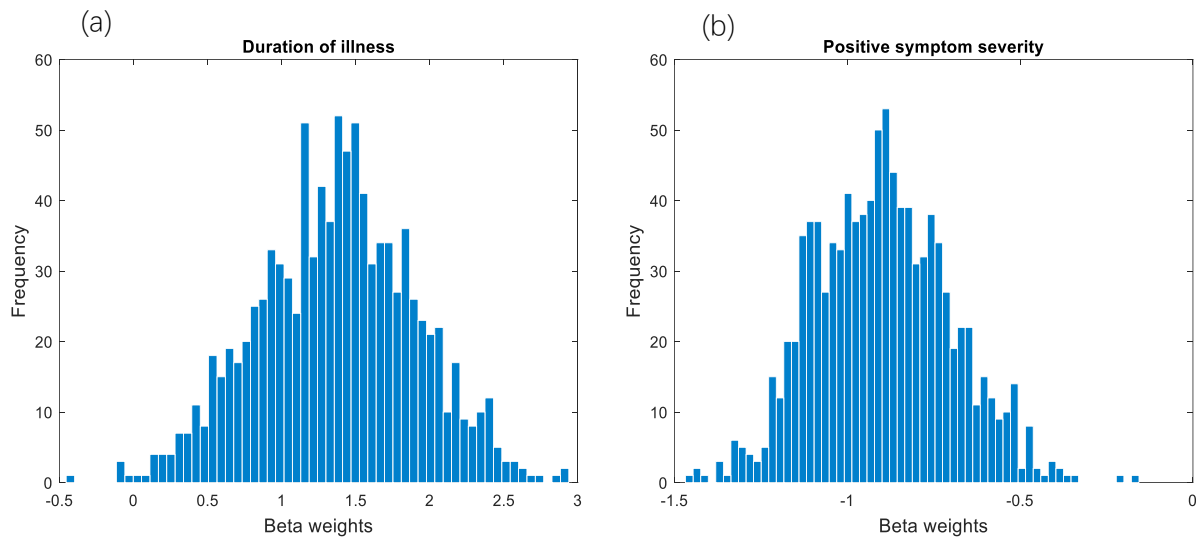 (a)
Duration of illness
60
50
40
30
20
10
0
Frequency
-0.5 0 0.5 1 1.5 2 2.5 3
Beta weights
(b)
Positive symptom severity
60
50
40
30
20
10
0
Frequency
-1.5 -1 -0.5 0
Beta weights